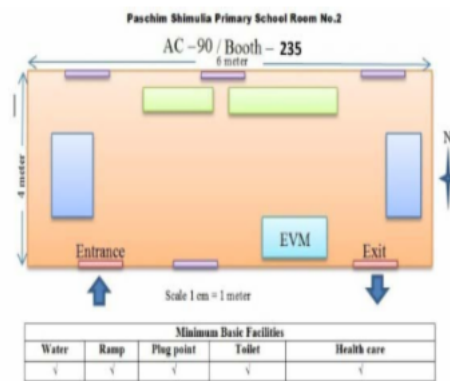 Paschim Shimulia Primary School Room No.2
AC –90 / Booth – 235
6 meter
4 meter
N
EVM
Entrance
Exit
Scale 1 cm = 1 meter
Minimum Basic Facilities
Water Ramp Plug point Toilet Health care
√ √ √ √ √